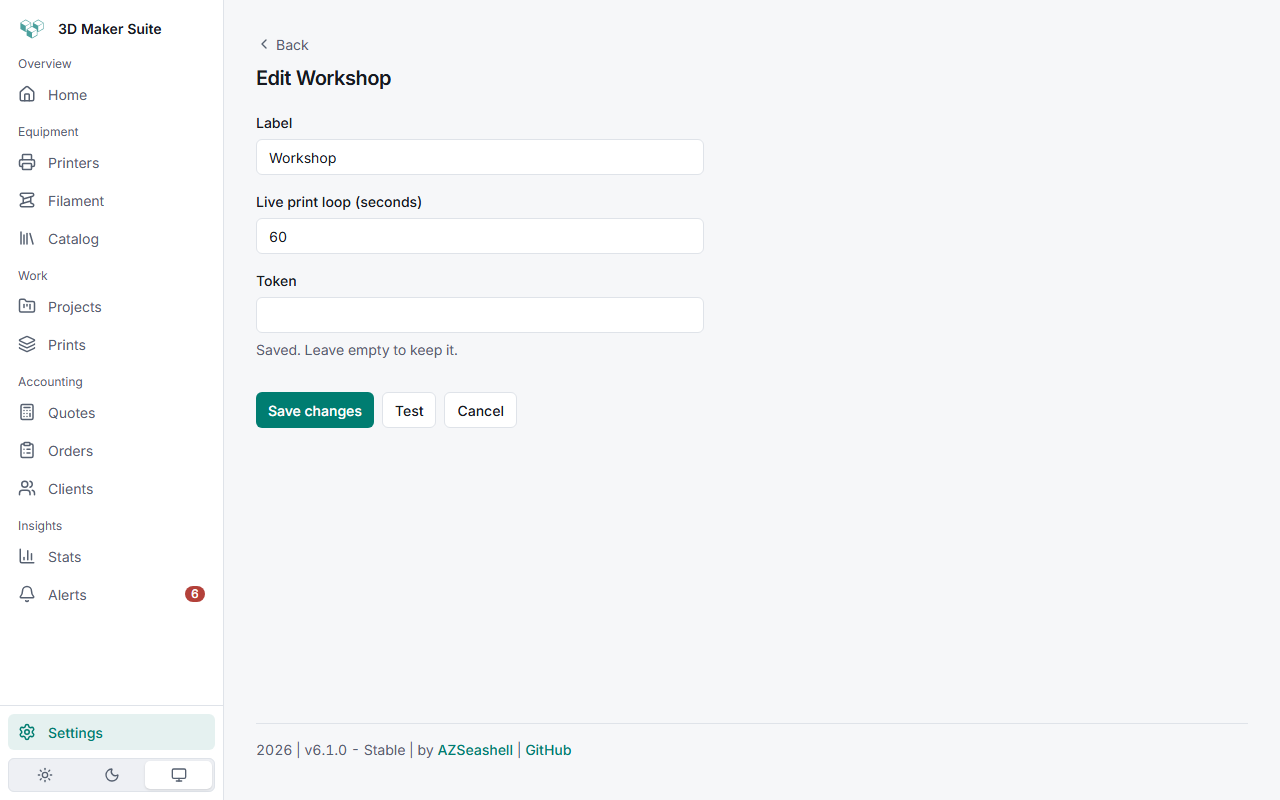 3D Maker Suite
Overview
Home
Equipment
Printers
Filament
Catalog
Work
Projects
Prints
Accounting
Quotes
Orders
Clients
Insights
Stats
Alerts 6
Settings
Back
Edit Workshop
Label
Workshop
Live print loop (seconds)
60
Token
Saved. Leave empty to keep it.
Save changes Test Cancel
2026 | v6.1.0 - Stable | by AZSeashell | GitHub